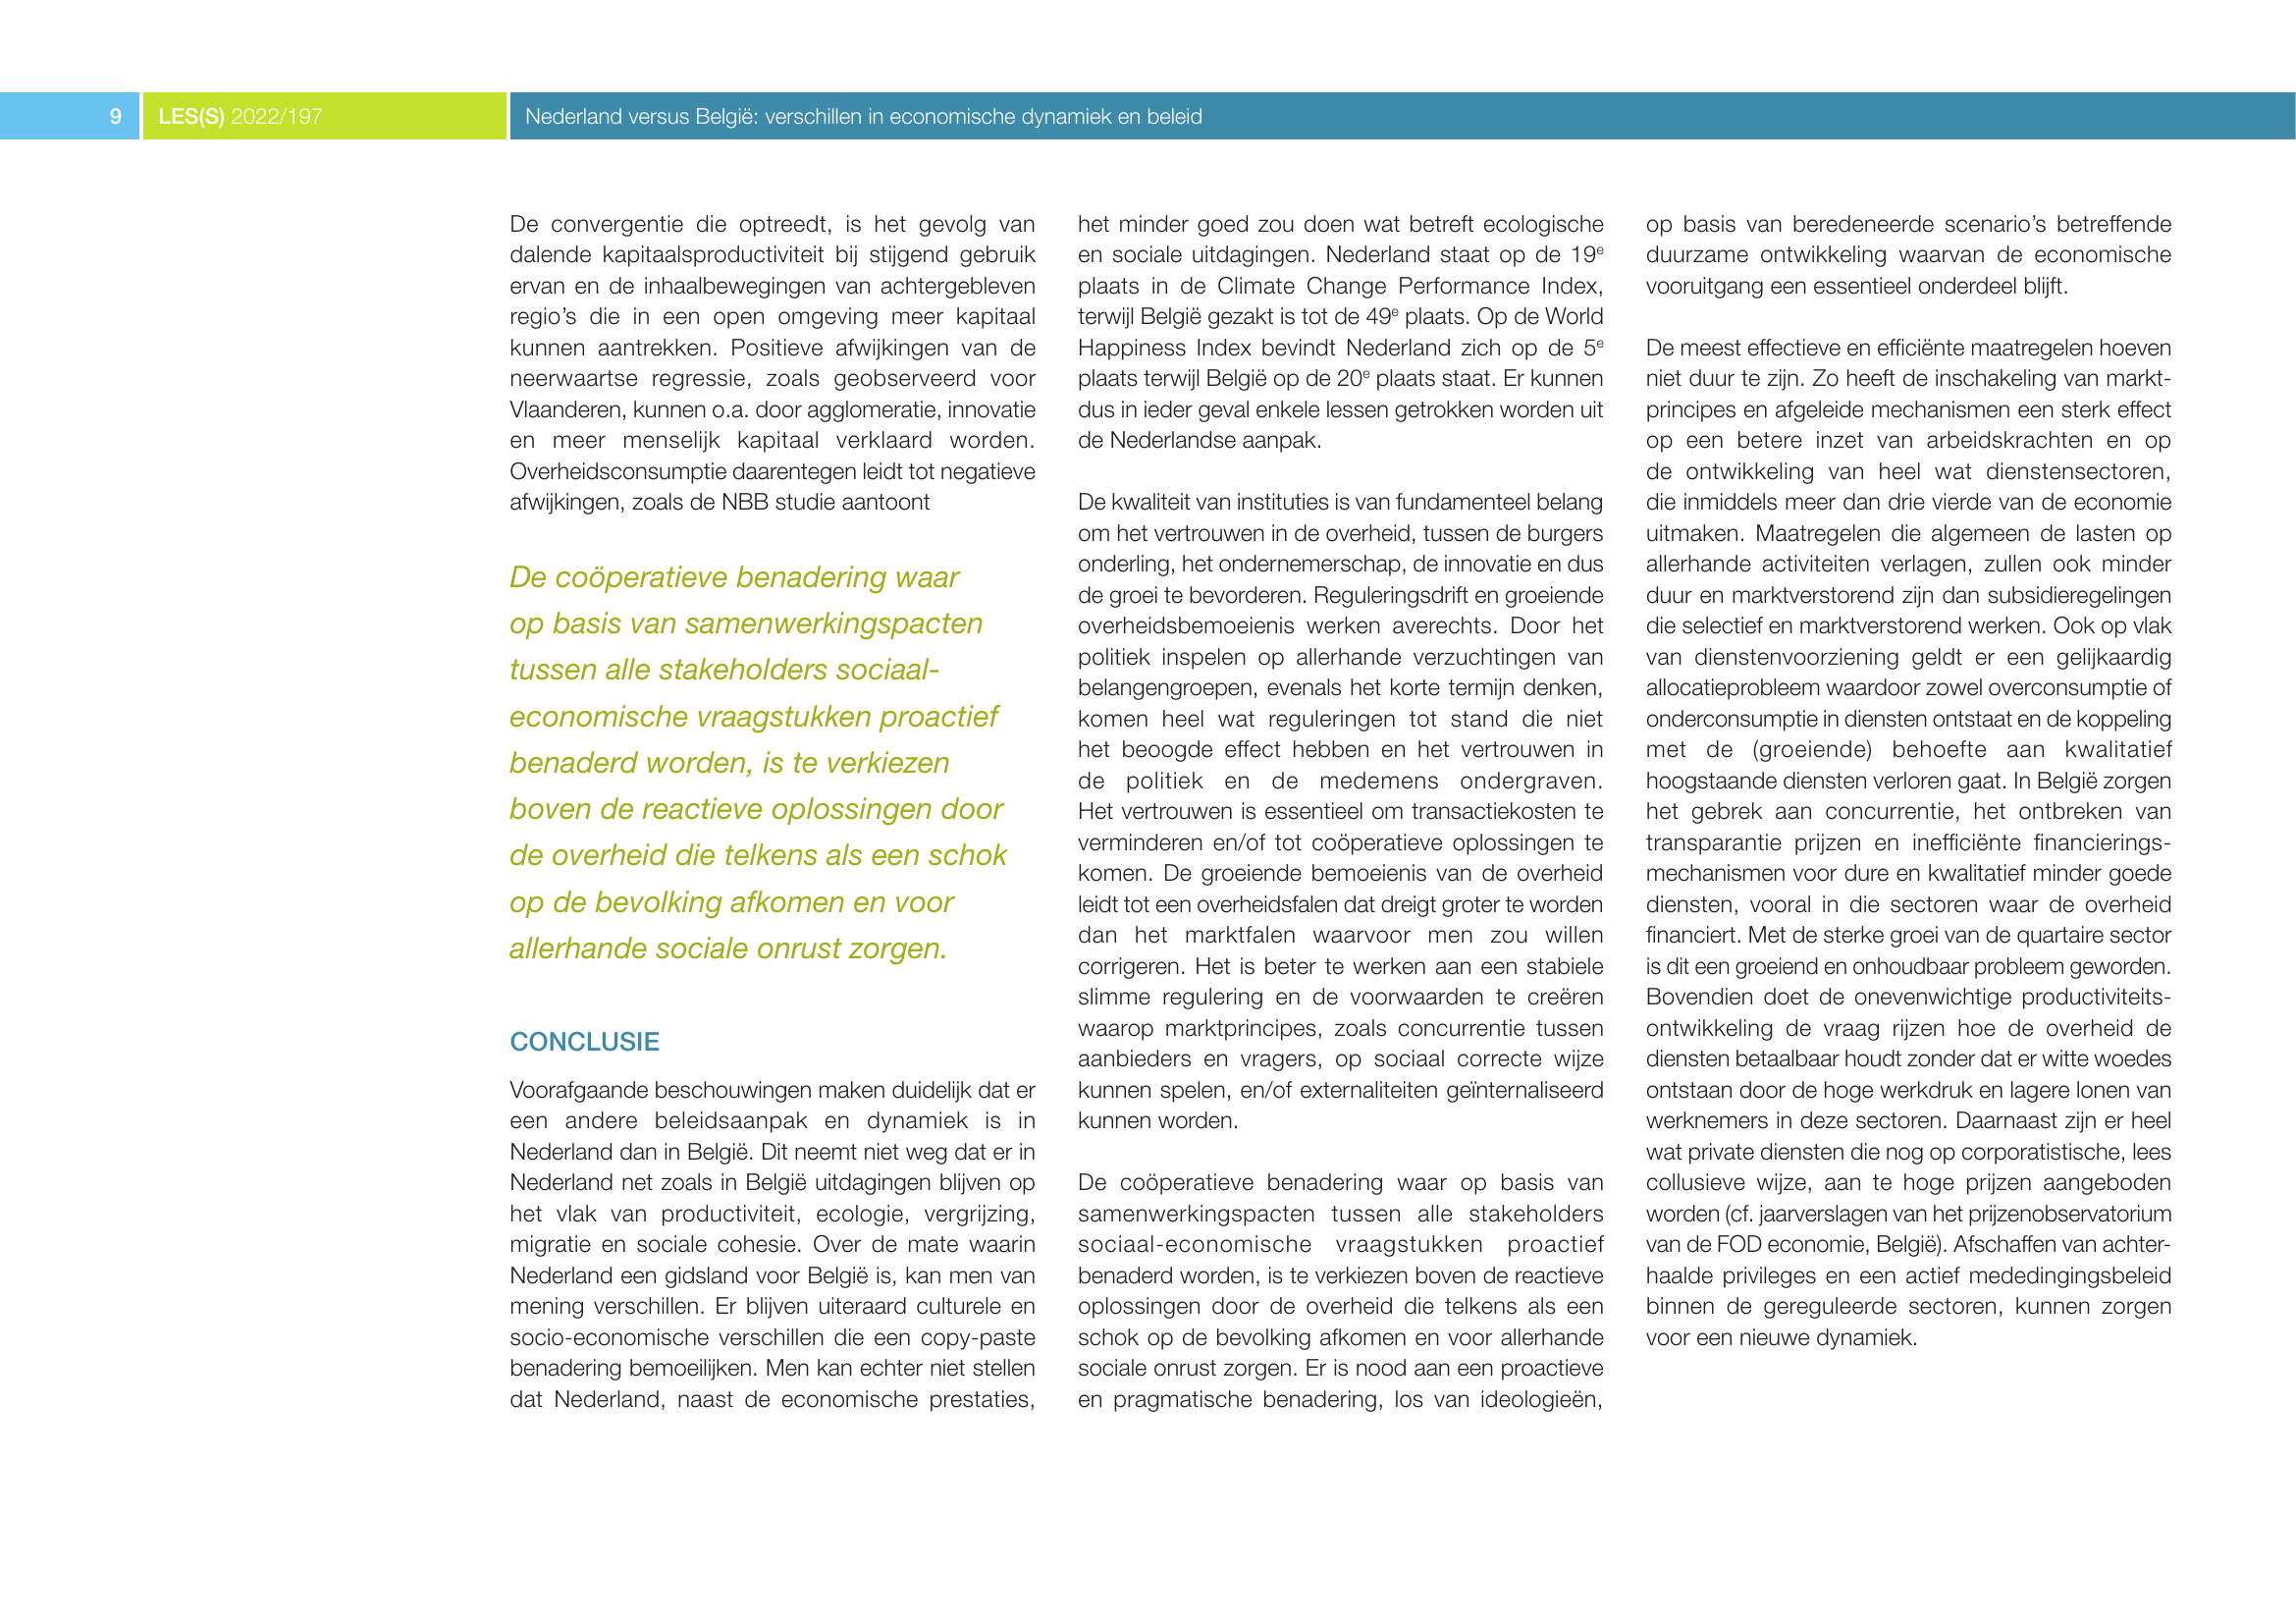 9
LES(S) 2022/197
Nederland versus België: verschillen in economische dynamiek en beleid
De convergentie die optreedt, is het gevolg van
dalende kapitaalsproductiviteit bij stijgend gebruik
ervan en de inhaalbewegingen van achtergebleven
regio’s die in een open omgeving meer kapitaal
kunnen aantrekken. Positieve afwijkingen van de
neerwaartse regressie, zoals geobserveerd voor
Vlaanderen, kunnen o.a. door agglomeratie, innovatie
en meer menselijk kapitaal verklaard worden.
Overheidsconsumptie daarentegen leidt tot negatieve
afwijkingen, zoals de NBB studie aantoont
De coöperatieve benadering waar
op basis van samenwerkingspacten
tussen alle stakeholders sociaal-
economische vraagstukken proactief
benaderd worden, is te verkiezen
boven de reactieve oplossingen door
de overheid die telkens als een schok
op de bevolking afkomen en voor
allerhande sociale onrust zorgen.
CONCLUSIE
Voorafgaande beschouwingen maken duidelijk dat er
een andere beleidsaanpak en dynamiek is in
Nederland dan in België. Dit neemt niet weg dat er in
Nederland net zoals in België uitdagingen blijven op
het vlak van productiviteit, ecologie, vergrijzing,
migratie en sociale cohesie. Over de mate waarin
Nederland een gidsland voor België is, kan men van
mening verschillen. Er blijven uiteraard culturele en
socio-economische verschillen die een copy-paste
benadering bemoeilijken. Men kan echter niet stellen
dat Nederland, naast de economische prestaties,
het minder goed zou doen wat betreft ecologische
en sociale uitdagingen. Nederland staat op de 19e
plaats in de Climate Change Performance Index,
terwijl België gezakt is tot de 49e plaats. Op de World
Happiness Index bevindt Nederland zich op de 5e
plaats terwijl België op de 20e plaats staat. Er kunnen
dus in ieder geval enkele lessen getrokken worden uit
de Nederlandse aanpak.
De kwaliteit van instituties is van fundamenteel belang
om het vertrouwen in de overheid, tussen de burgers
onderling, het ondernemerschap, de innovatie en dus
de groei te bevorderen. Reguleringsdrift en groeiende
overheidsbemoeienis werken averechts. Door het
politiek inspelen op allerhande verzuchtingen van
belangengroepen, evenals het korte termijn denken,
komen heel wat reguleringen tot stand die niet
het beoogde effect hebben en het vertrouwen in
de politiek en de medemens ondergraven.
Het vertrouwen is essentieel om transactiekosten te
verminderen en/of tot coöperatieve oplossingen te
komen. De groeiende bemoeienis van de overheid
leidt tot een overheidsfalen dat dreigt groter te worden
dan het marktfalen waarvoor men zou willen
corrigeren. Het is beter te werken aan een stabiele
slimme regulering en de voorwaarden te creëren
waarop marktprincipes, zoals concurrentie tussen
aanbieders en vragers, op sociaal correcte wijze
kunnen spelen, en/of externaliteiten geïnternaliseerd
kunnen worden.
De coöperatieve benadering waar op basis van
samenwerkingspacten tussen alle stakeholders
sociaal-economische vraagstukken proactief
benaderd worden, is te verkiezen boven de reactieve
oplossingen door de overheid die telkens als een
schok op de bevolking afkomen en voor allerhande
sociale onrust zorgen. Er is nood aan een proactieve
en pragmatische benadering, los van ideologieën,
op basis van beredeneerde scenario’s betreffende
duurzame ontwikkeling waarvan de economische
vooruitgang een essentieel onderdeel blijft.
De meest effectieve en efficiënte maatregelen hoeven
niet duur te zijn. Zo heeft de inschakeling van markt-
principes en afgeleide mechanismen een sterk effect
op een betere inzet van arbeidskrachten en op
de ontwikkeling van heel wat dienstensectoren,
die inmiddels meer dan drie vierde van de economie
uitmaken. Maatregelen die algemeen de lasten op
allerhande activiteiten verlagen, zullen ook minder
duur en marktverstorend zijn dan subsidieregelingen
die selectief en marktverstorend werken. Ook op vlak
van dienstenvoorziening geldt er een gelijkaardig
allocatieprobleem waardoor zowel overconsumptie of
onderconsumptie in diensten ontstaat en de koppeling
met de (groeiende) behoefte aan kwalitatief
hoogstaande diensten verloren gaat. In België zorgen
het gebrek aan concurrentie, het ontbreken van
transparantie prijzen en inefficiënte financierings-
mechanismen voor dure en kwalitatief minder goede
diensten, vooral in die sectoren waar de overheid
financiert. Met de sterke groei van de quartaire sector
is dit een groeiend en onhoudbaar probleem geworden.
Bovendien doet de onevenwichtige productiviteits-
ontwikkeling de vraag rijzen hoe de overheid de
diensten betaalbaar houdt zonder dat er witte woedes
ontstaan door de hoge werkdruk en lagere lonen van
werknemers in deze sectoren. Daarnaast zijn er heel
wat private diensten die nog op corporatistische, lees
collusieve wijze, aan te hoge prijzen aangeboden
worden (cf. jaarverslagen van het prijzenobservatorium
van de FOD economie, België). Afschaffen van achter-
haalde privileges en een actief mededingingsbeleid
binnen de gereguleerde sectoren, kunnen zorgen
voor een nieuwe dynamiek.